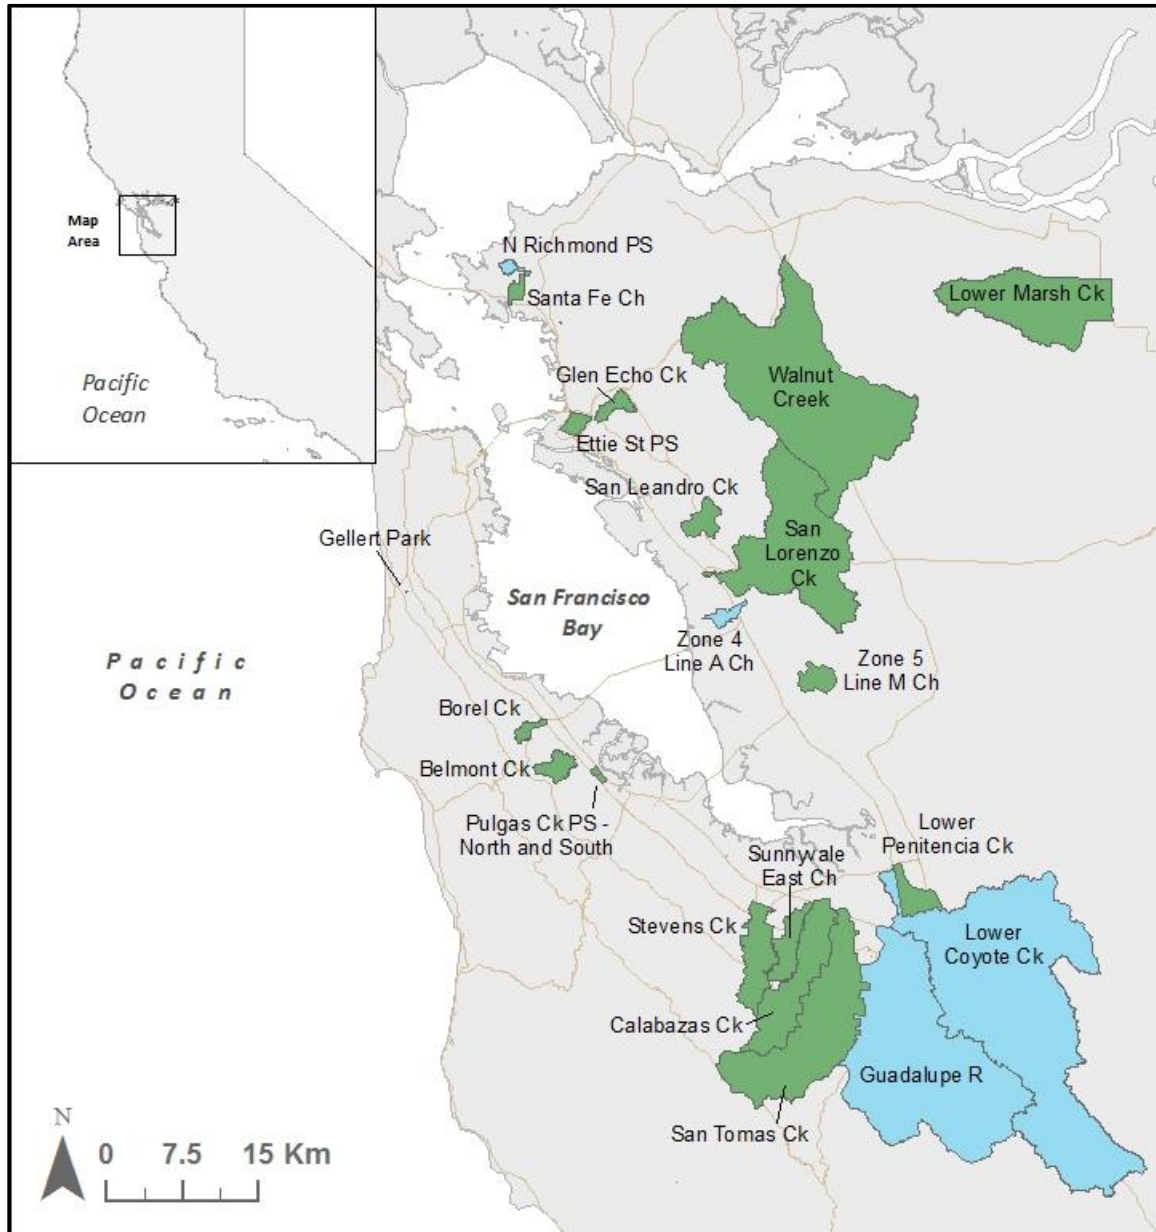 Map
Area
Pacific
Ocean
N Richmond PS
Santa Fe Ch
Lower Marsh Ck
Glen Echo Ck
Walnut
Creek
Ettie St PS
San Leandro Ck
Gellert Park
San
Lorenzo
Ck
San Francisco
Bay
Zone 4
Line A Ch
Zone 5
Line M Ch
Pacific
Ocean
Borel Ck
Belmont Ck
Pulgas Ck PS -
North and South
Lower
Penitencia Ck
Sunnyvale
East Ch
Stevens Ck
Lower
Coyote Ck
Calabazas Ck
Guadalupe R
San Tomas Ck
N
0 7.5 15 Km